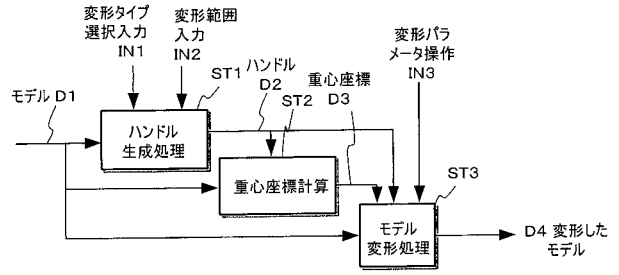 変形タイプ
選択入力
IN1
変形範囲
入力
IN2
変形パラ
メータ操作
IN3
ST1
ハンドル
D2
重心座標
D3
モデル D1
ST2
ハンドル
生成処理
重心座標計算
ST3
モデル
変形処理
D4 変形した
モデル